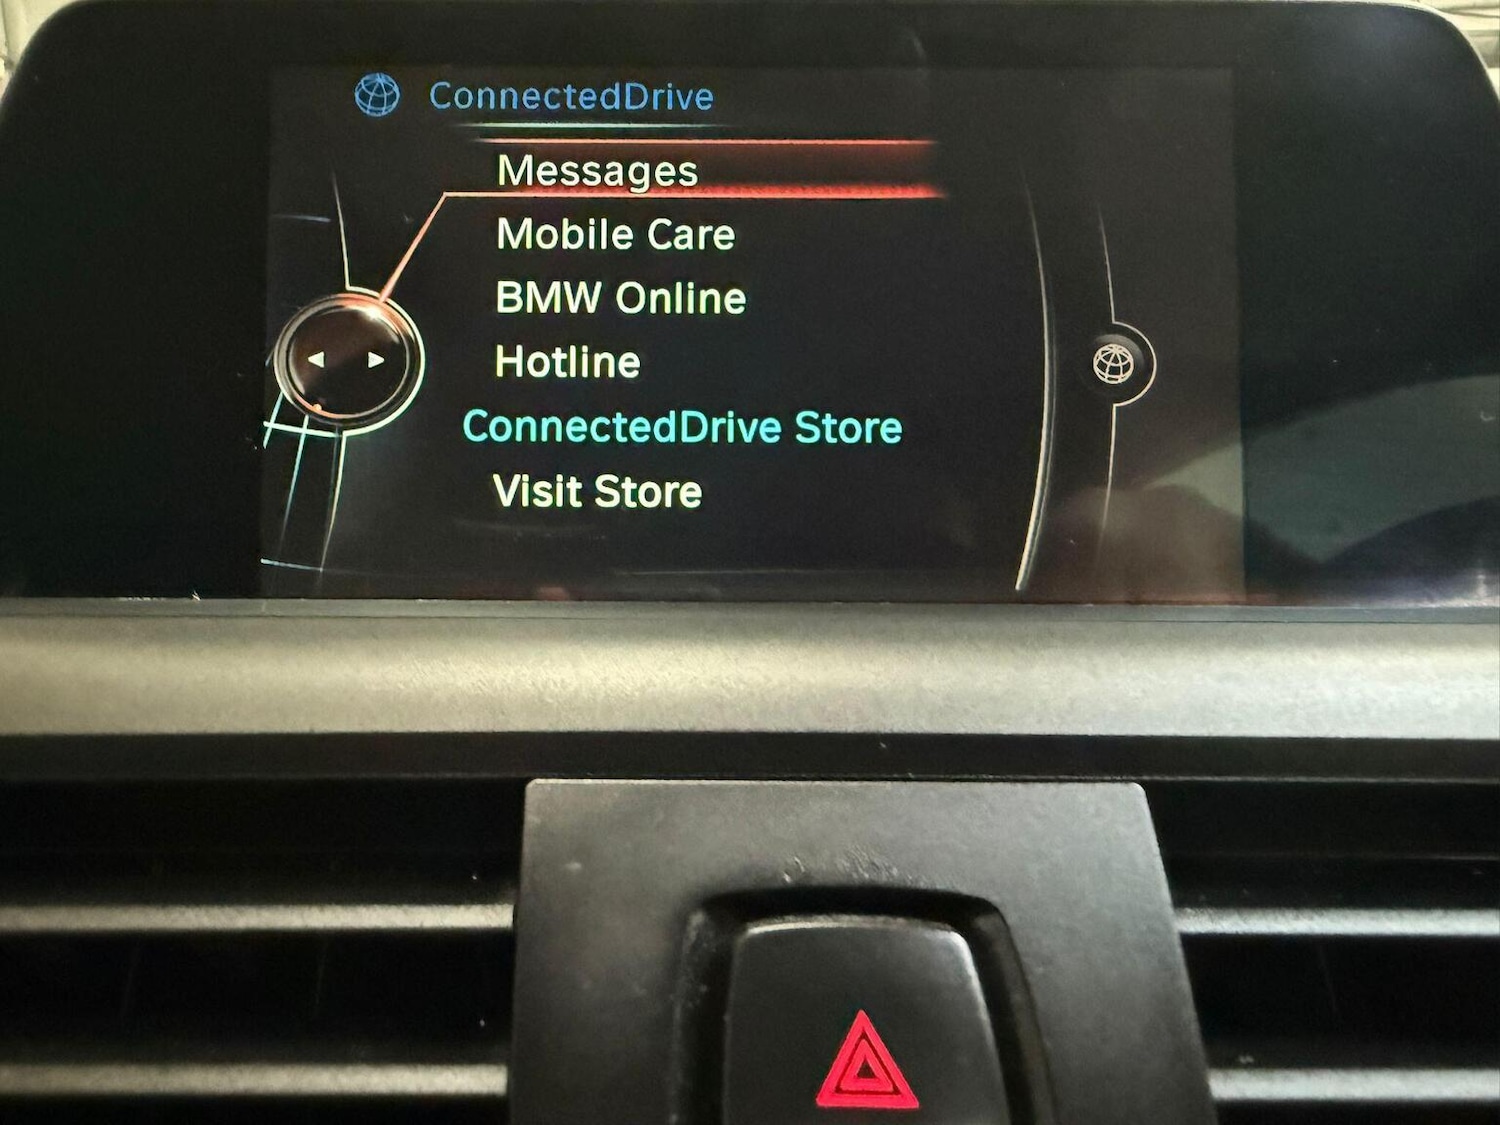 ConnectedDrive
Messages
Mobile Care
BMW Online
Hotline
ConnectedDrive Store
Visit Store